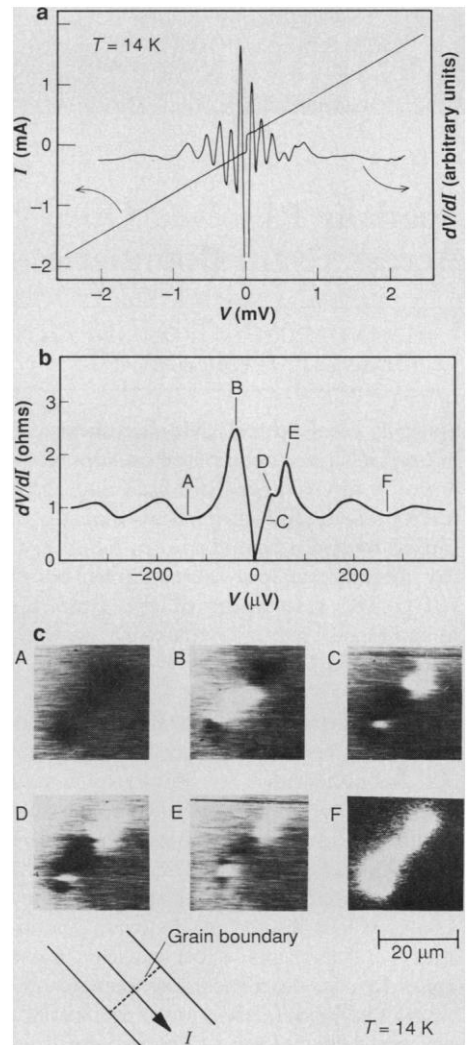 a
T = 14 K
I (mA)
1
0
−1
−2
dV/dI (arbitrary units)
−2 −1 0 1 2
V (mV)
b
dV/dI (ohms)
3
2
1
0
A B C D E F
−200 0 200
V (μV)
c
A B C
D E F
Grain boundary
I
20 μm
T = 14 K